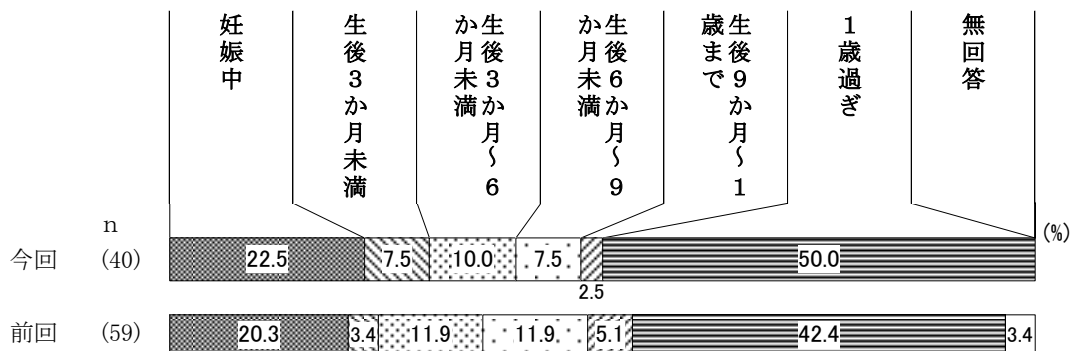 妊娠中
生後3か月未満
生後3か月～6
か月未満
生後6か月～9
か月未満
生後9か月～1
歳まで
1歳過ぎ
無回答
n
(%)
今回 (40) 22.5 7.5 10.0 7.5 50.0
2.5
前回 (59) 20.3 3.4 11.9 11.9 5.1 42.4 3.4